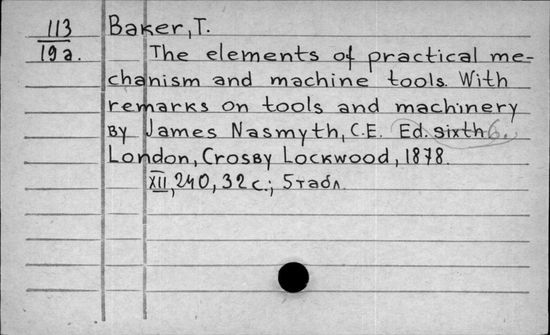 113 Baker, T.
19a. The elements of practical me-
chanism and machine tools. With
remarks on tools and machinery
By James Nasmyth, C.E. Ed. sixth 6.
London, Crosby Lockwood, 1878.
XII, 240, 32 с.; 5 табл.